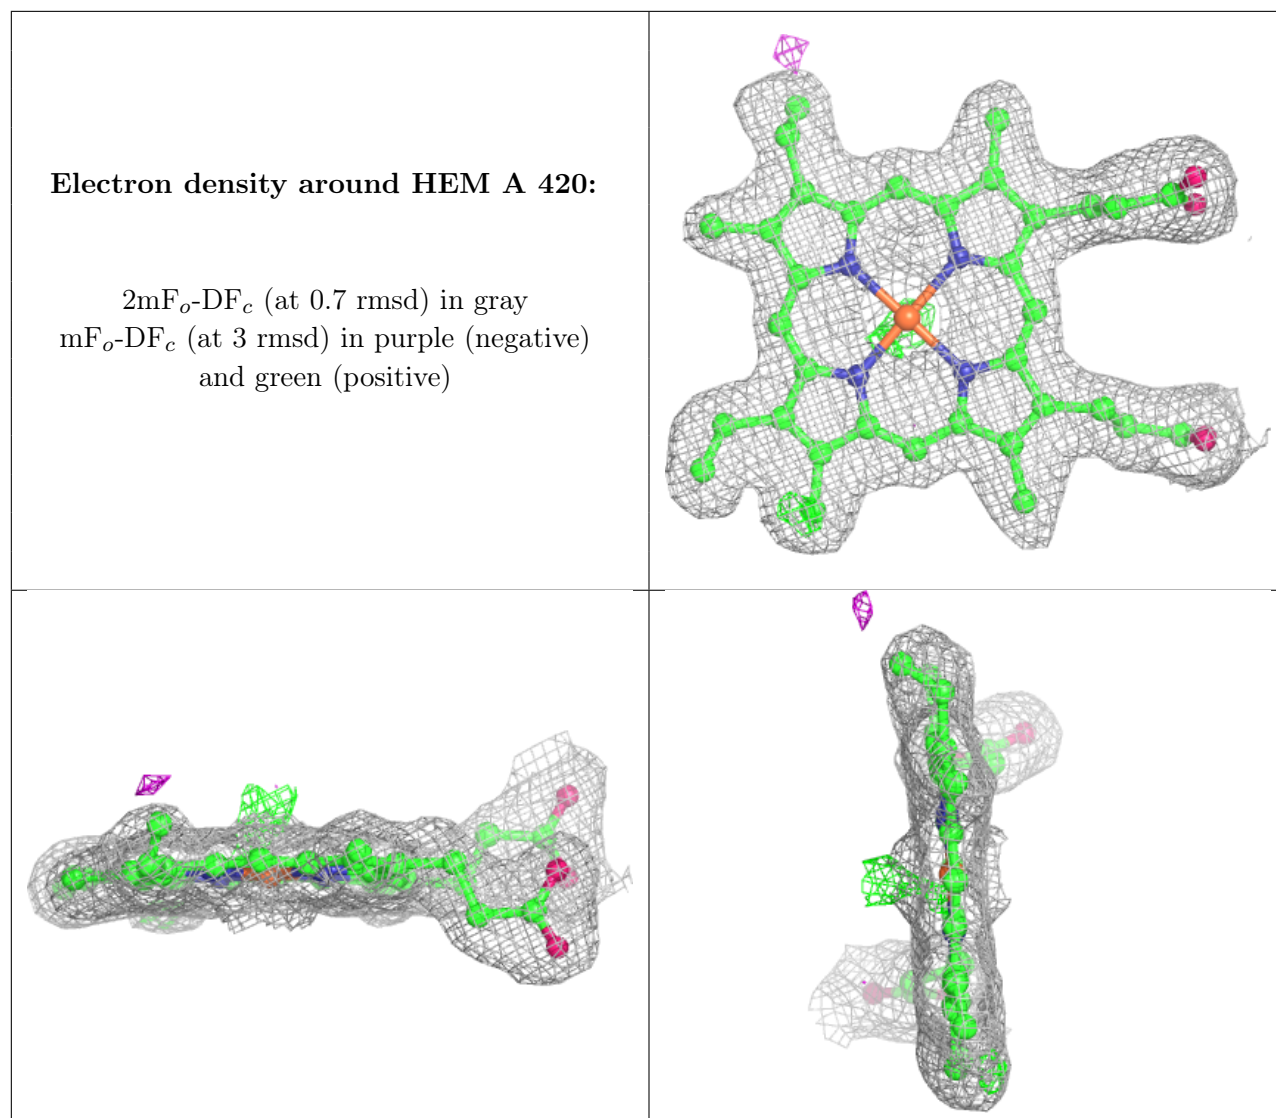 Electron density around HEM A 420:
2mFo-DFc (at 0.7 rmsd) in gray
mFo-DFc (at 3 rmsd) in purple (negative)
and green (positive)